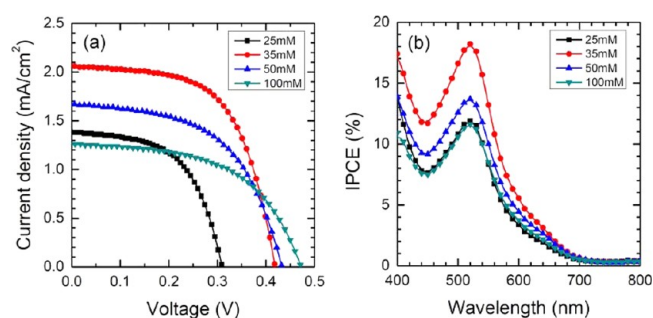 (a)
25mM
35mM
50mM
100mM
Current density (mA/cm²)
2.5
2.0
1.5
1.0
0.5
0.0
0.0 0.1 0.2 0.3 0.4 0.5
Voltage (V)
(b)
25mM
35mM
50mM
100mM
IPCE (%)
20
15
10
5
0
400 500 600 700 800
Wavelength (nm)